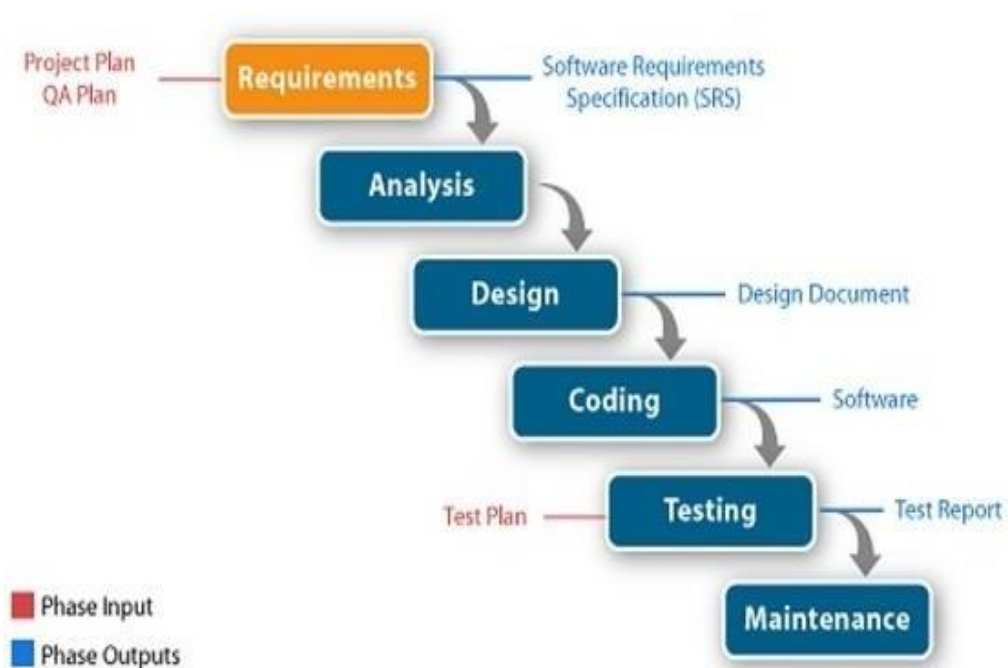 Project Plan
QA Plan
Requirements
Software Requirements
Specification (SRS)
Analysis
Design
Design Document
Coding
Software
Test Plan
Testing
Test Report
Maintenance
Phase Input
Phase Outputs